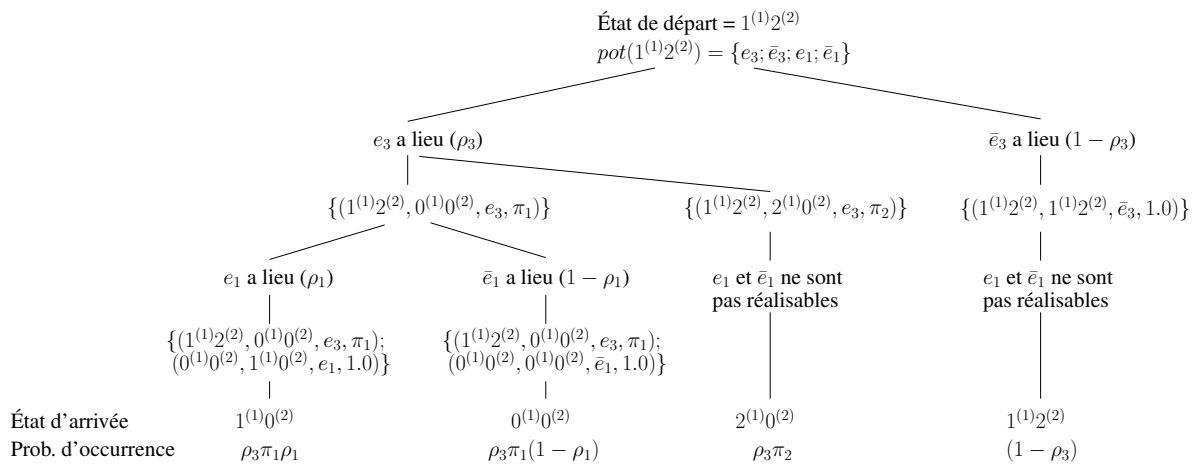 État de départ = 1^{(1)}2^{(2)}
pot(1^{(1)}2^{(2)}) = {e_3; ē_3; e_1; ē_1}
e_3 a lieu (ρ_3)
ē_3 a lieu (1 − ρ_3)
{(1^{(1)}2^{(2)}, 0^{(1)}0^{(2)}, e_3, π_1)}
{(1^{(1)}2^{(2)}, 2^{(1)}0^{(2)}, e_3, π_2)}
{(1^{(1)}2^{(2)}, 1^{(1)}2^{(2)}, ē_3, 1.0)}
e_1 a lieu (ρ_1)
ē_1 a lieu (1 − ρ_1)
e_1 et ē_1 ne sont
pas réalisables
e_1 et ē_1 ne sont
pas réalisables
{(1^{(1)}2^{(2)}, 0^{(1)}0^{(2)}, e_3, π_1);
(0^{(1)}0^{(2)}, 1^{(1)}0^{(2)}, e_1, 1.0)}
{(1^{(1)}2^{(2)}, 0^{(1)}0^{(2)}, e_3, π_1);
(0^{(1)}0^{(2)}, 0^{(1)}0^{(2)}, ē_1, 1.0)}
État d'arrivée 1^{(1)}0^{(2)} 0^{(1)}0^{(2)} 2^{(1)}0^{(2)} 1^{(1)}2^{(2)}
Prob. d'occurrence ρ_3π_1ρ_1 ρ_3π_1(1 − ρ_1) ρ_3π_2 (1 − ρ_3)